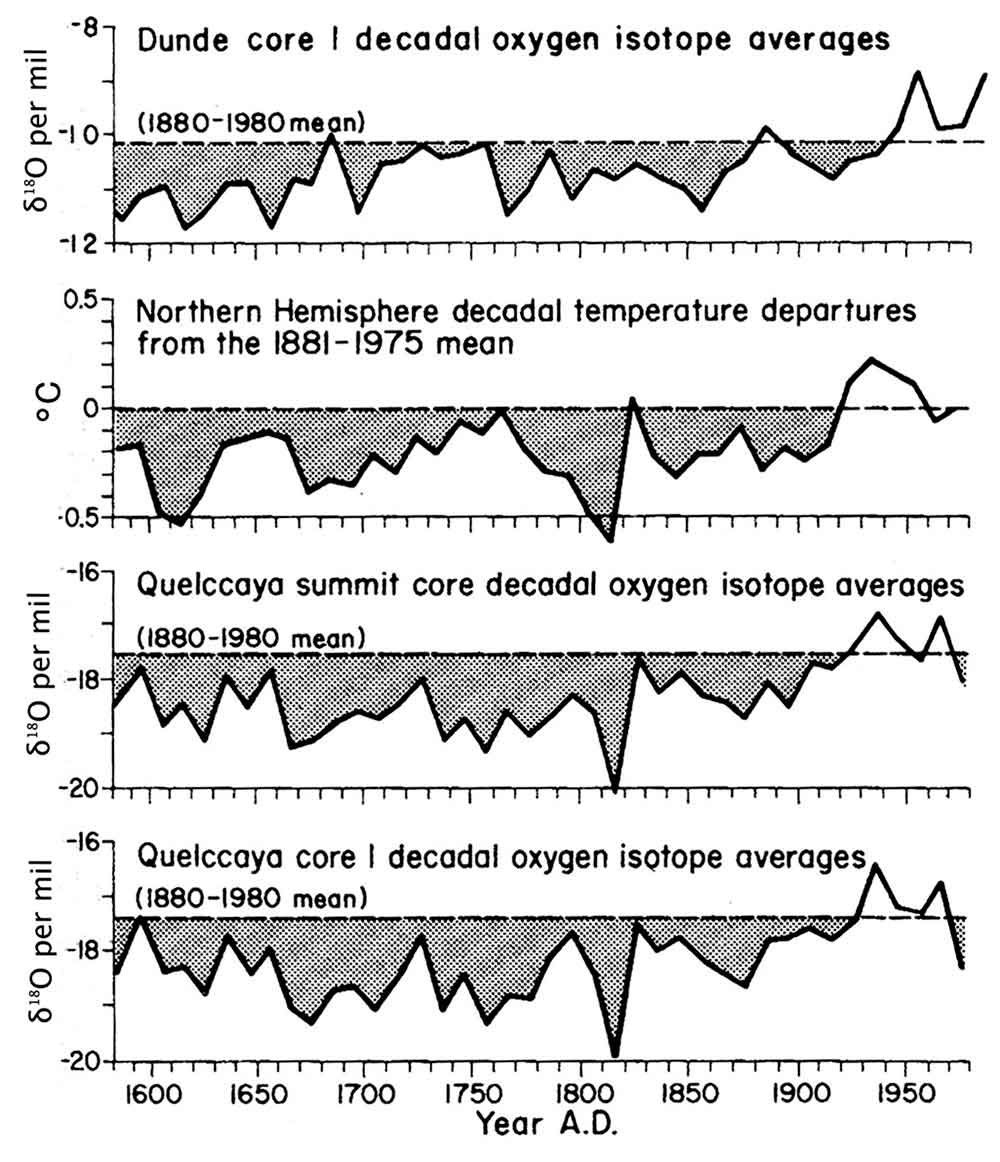 -8
Dunde core 1 decadal oxygen isotope averages
(1880-1980 mean)
-10
-12
δ¹⁸O per mil
0.5
Northern Hemisphere decadal temperature departures
from the 1881-1975 mean
0
-0.5
°C
-16
Quelccaya summit core decadal oxygen isotope averages
(1880-1980 mean)
-18
-20
δ¹⁸O per mil
-16
Quelccaya core 1 decadal oxygen isotope averages
(1880-1980 mean)
-18
-20
δ¹⁸O per mil
1600 1650 1700 1750 1800 1850 1900 1950
Year A.D.